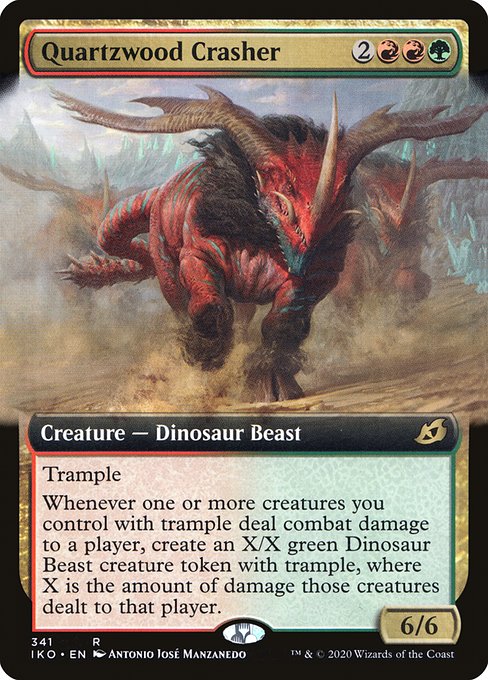 Quartzwood Crasher 2
Creature — Dinosaur Beast
Trample
Whenever one or more creatures you
control with trample deal combat damage
to a player, create an X/X green Dinosaur
Beast creature token with trample, where
X is the amount of damage those creatures
dealt to that player.
6/6
341 R
IKO • EN Antonio José Manzanedo ™ & © 2020 Wizards of the Coast